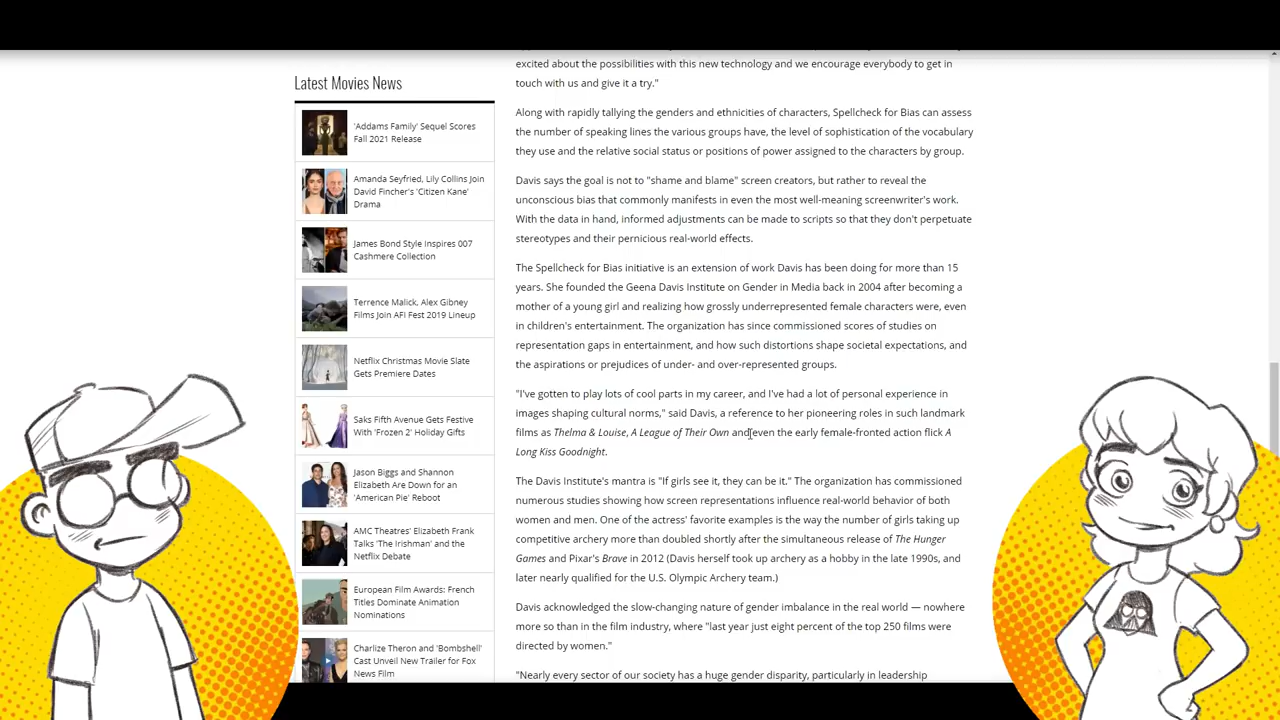 Latest Movies News
'Addams Family' Sequel Scores
Fall 2021 Release
Amanda Seyfried, Lily Collins Join
David Fincher's 'Citizen Kane'
Drama
James Bond Style Inspires 007
Cashmere Collection
Terrence Malick, Alex Gibney
Films Join AFI Fest 2019 Lineup
Netflix Christmas Movie Slate
Gets Premiere Dates
Saks Fifth Avenue Gets Festive
With 'Frozen 2' Holiday Gifts
Jason Biggs and Shannon
Elizabeth Are Down for an
'American Pie' Reboot
AMC Theatres' Elizabeth Frank
Talks 'The Irishman' and the
Netflix Debate
European Film Awards: French
Titles Dominate Animation
Nominations
Charlize Theron and 'Bombshell'
Cast Unveil New Trailer for Fox
News Film
excited about the possibilities with this new technology and we encourage everybody to get in
touch with us and give it a try."
Along with rapidly tallying the genders and ethnicities of characters, Spellcheck for Bias can assess
the number of speaking lines the various groups have, the level of sophistication of the vocabulary
they use and the relative social status or positions of power assigned to the characters by group.
Davis says the goal is not to "shame and blame" screen creators, but rather to reveal the
unconscious bias that commonly manifests in even the most well-meaning screenwriter's work.
With the data in hand, informed adjustments can be made to scripts so that they don't perpetuate
stereotypes and their pernicious real-world effects.
The Spellcheck for Bias initiative is an extension of work Davis has been doing for more than 15
years. She founded the Geena Davis Institute on Gender in Media back in 2004 after becoming a
mother of a young girl and realizing how grossly underrepresented female characters were, even
in children's entertainment. The organization has since commissioned scores of studies on
representation gaps in entertainment, and how such distortions shape societal expectations, and
the aspirations or prejudices of under- and over-represented groups.
"I've gotten to play lots of cool parts in my career, and I've had a lot of personal experience in
images shaping cultural norms," said Davis, a reference to her pioneering roles in such landmark
films as Thelma & Louise, A League of Their Own and even the early female-fronted action flick A
Long Kiss Goodnight.
The Davis Institute's mantra is "If girls see it, they can be it." The organization has commissioned
numerous studies showing how screen representations influence real-world behavior of both
women and men. One of the actress' favorite examples is the way the number of girls taking up
competitive archery more than doubled shortly after the simultaneous release of The Hunger
Games and Pixar's Brave in 2012 (Davis herself took up archery as a hobby in the late 1990s, and
later nearly qualified for the U.S. Olympic Archery team.)
Davis acknowledged the slow-changing nature of gender imbalance in the real world — nowhere
more so than in the film industry, where "last year just eight percent of the top 250 films were
directed by women."
"Nearly every sector of our society has a huge gender disparity, particularly in leadership